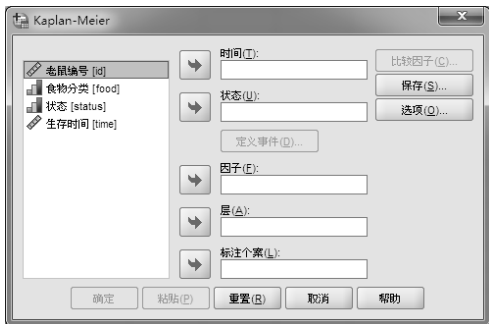 Kaplan-Meier
老鼠编号 [id]
食物分类 [food]
状态 [status]
生存时间 [time]
时间(T):
状态(U):
定义事件(D)...
因子(F):
层(A):
标注个案(L):
比较因子(C)...
保存(S)...
选项(O)...
确定
粘贴(P)
重置(R)
取消
帮助